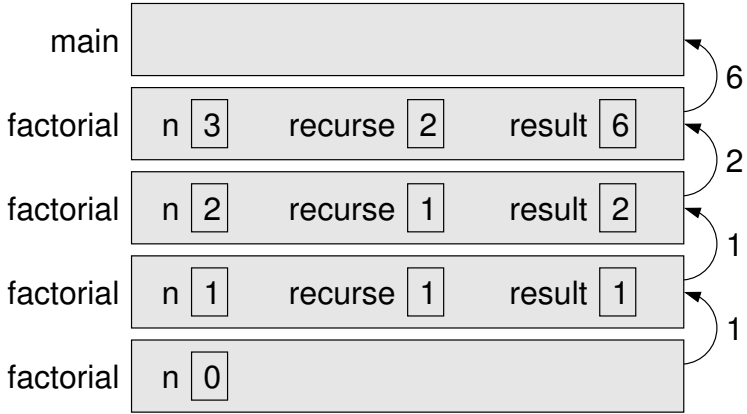 main
6
factorial n 3 recurse 2 result 6
2
factorial n 2 recurse 1 result 2
1
factorial n 1 recurse 1 result 1
1
factorial n 0